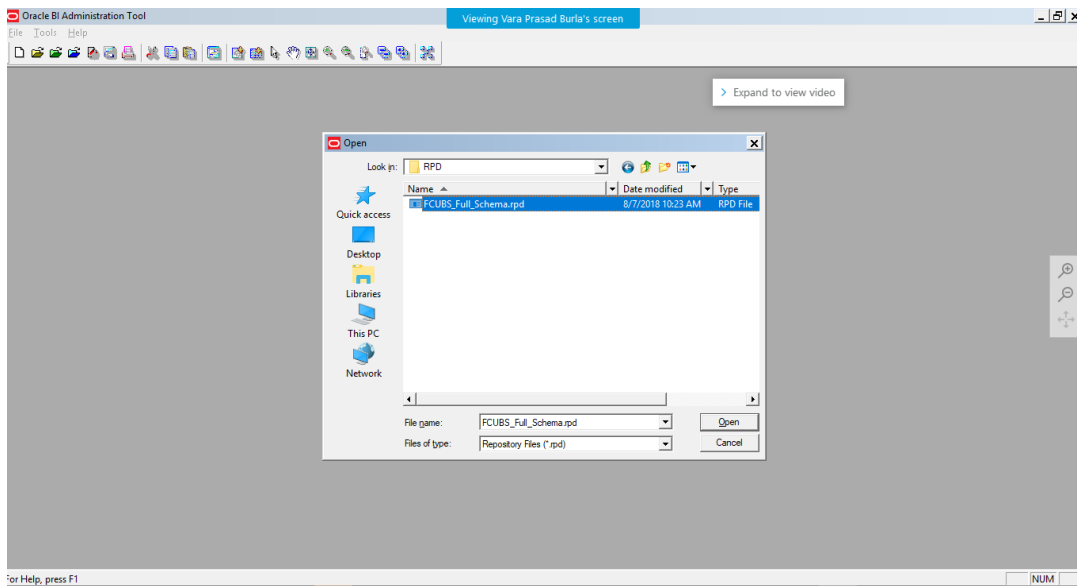 Oracle BI Administration Tool
Viewing Vara Prasad Burla's screen
File Tools Help
Expand to view video
Open
Look in: RPD
Name Date modified Type
FCUBS_Full_Schema.rpd 8/7/2018 10:23 AM RPD File
Quick access
Desktop
Libraries
This PC
Network
File name: FCUBS_Full_Schema.rpd Open
Files of type: Repository Files (*.rpd) Cancel
For Help, press F1 NUM